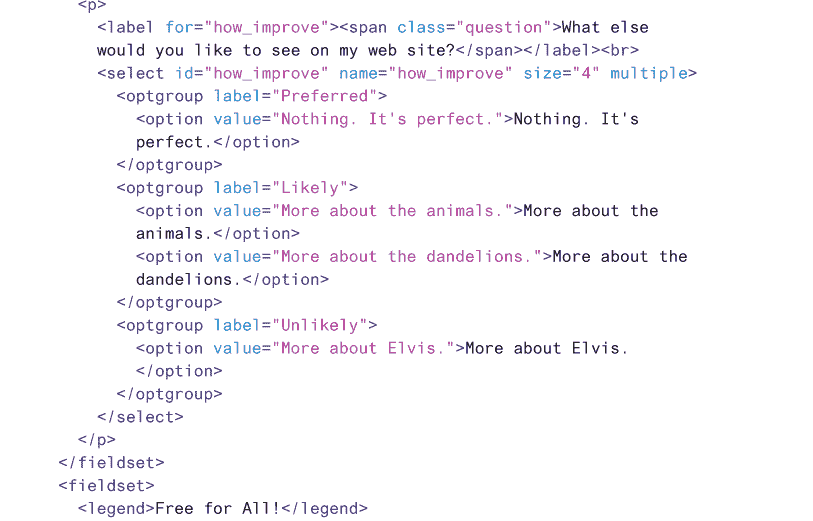 <p>
<label for="how_improve"><span class="question">What else
would you like to see on my web site?</span></label><br>
<select id="how_improve" name="how_improve" size="4" multiple>
<optgroup label="Preferred">
<option value="Nothing. It's perfect.">Nothing. It's
perfect.</option>
</optgroup>
<optgroup label="Likely">
<option value="More about the animals.">More about the
animals.</option>
<option value="More about the dandelions.">More about the
dandelions.</option>
</optgroup>
<optgroup label="Unlikely">
<option value="More about Elvis.">More about Elvis.
</option>
</optgroup>
</select>
</p>
</fieldset>
<fieldset>
<legend>Free for All!</legend>